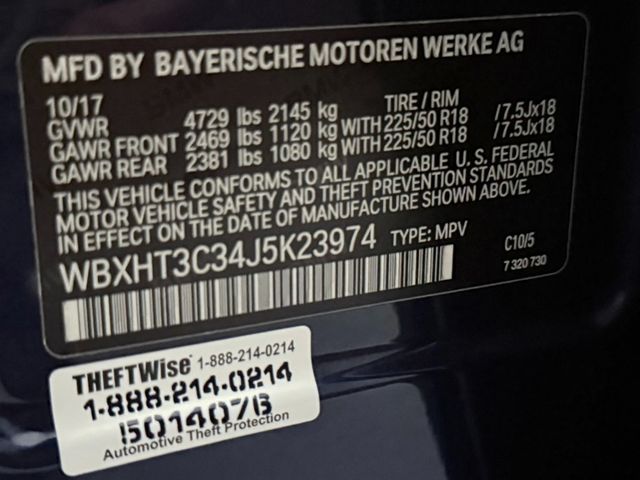 MFD BY BAYERISCHE MOTOREN WERKE AG
10/17 TIRE / RIM
GVWR 4729 lbs 2145 kg
GAWR FRONT 2469 lbs 1120 kg WITH 225/50 R18 /7.5Jx18
GAWR REAR 2381 lbs 1080 kg WITH 225/50 R18 /7.5Jx18
THIS VEHICLE CONFORMS TO ALL APPLICABLE U. S. FEDERAL
MOTOR VEHICLE SAFETY AND THEFT PREVENTION STANDARDS
IN EFFECT ON THE DATE OF MANUFACTURE SHOWN ABOVE.
WBXHT3C34J5K23974 TYPE: MPV C10/5
7 320 730
THEFTWise 1-888-214-0214
1-888-214-0214
15014076
Automotive Theft Protection